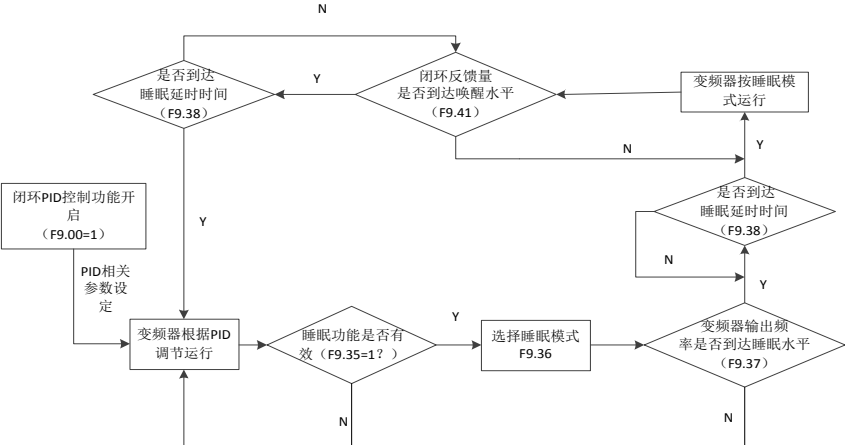 N
是否到达
睡眠延时时间
（F9.38）
Y
闭环反馈量
是否到达唤醒水平
（F9.41）
变频器按睡眠模
式运行
N
Y
闭环PID控制功能开
启
（F9.00=1）
Y
是否到达
睡眠延时时间
（F9.38）
N
Y
PID相关
参数设
定
变频器根据PID
调节运行
睡眠功能是否有
效（F9.35=1？）
Y
选择睡眠模式
F9.36
变频器输出频
率是否到达睡眠水平
（F9.37）
N
N